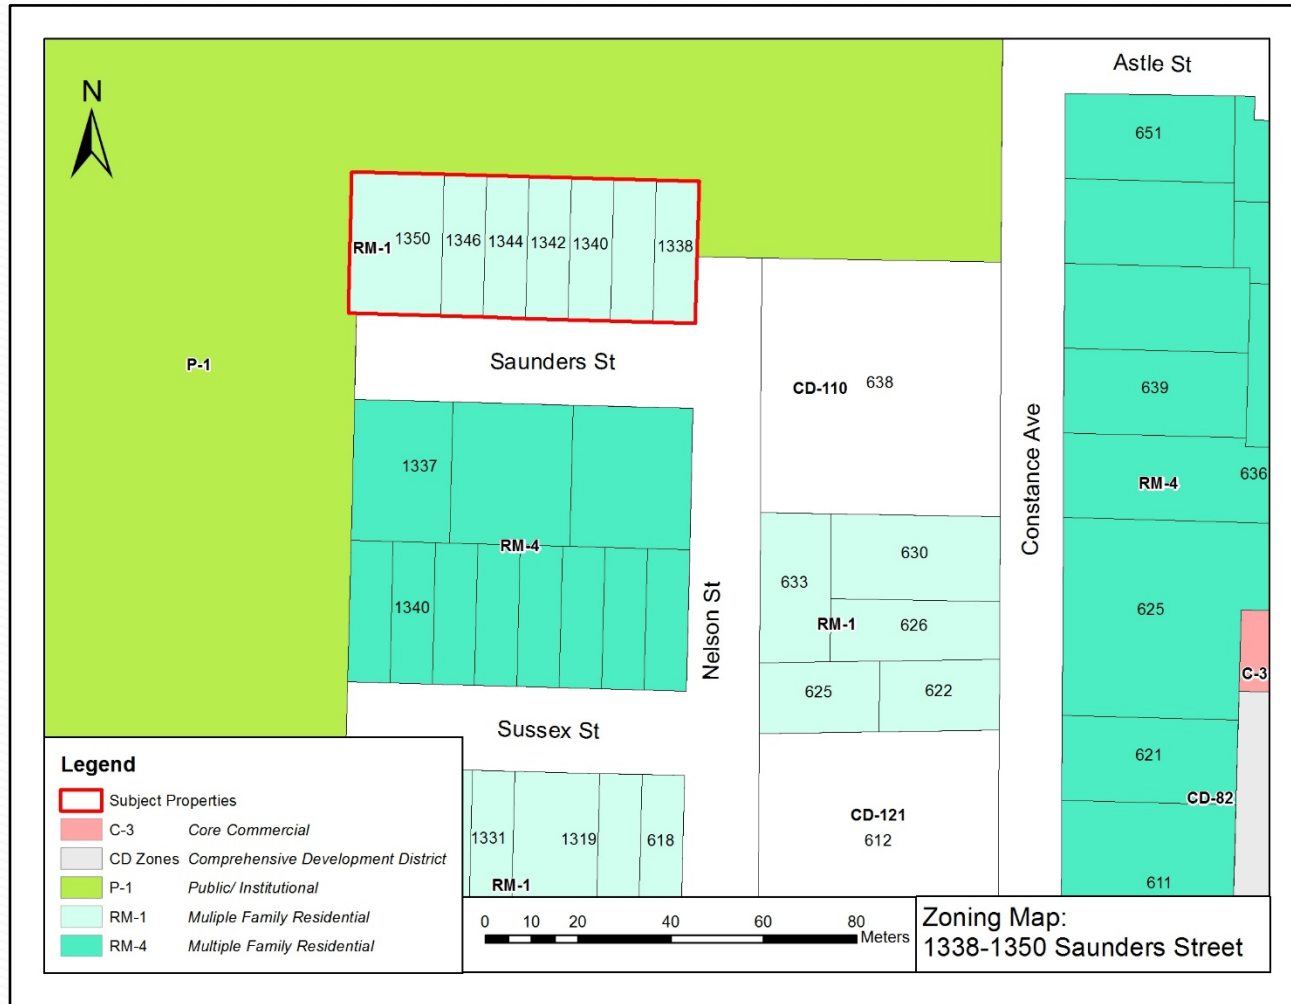 Astle St
N
651
RM-1
1350
1346
1344
1342
1340
1338
P-1
Saunders St
CD-110
638
639
Constance Ave
636
RM-4
1337
RM-4
630
633
625
1340
Nelson St
RM-1
626
C-3
625
622
Sussex St
621
CD-82
CD-121
612
1331
1319
618
RM-1
611
Legend
Subject Properties
C-3 Core Commercial
CD Zones Comprehensive Development District
P-1 Public/ Institutional
RM-1 Muliple Family Residential
RM-4 Multiple Family Residential
0 10 20 40 60 80
Meters
Zoning Map:
1338-1350 Saunders Street